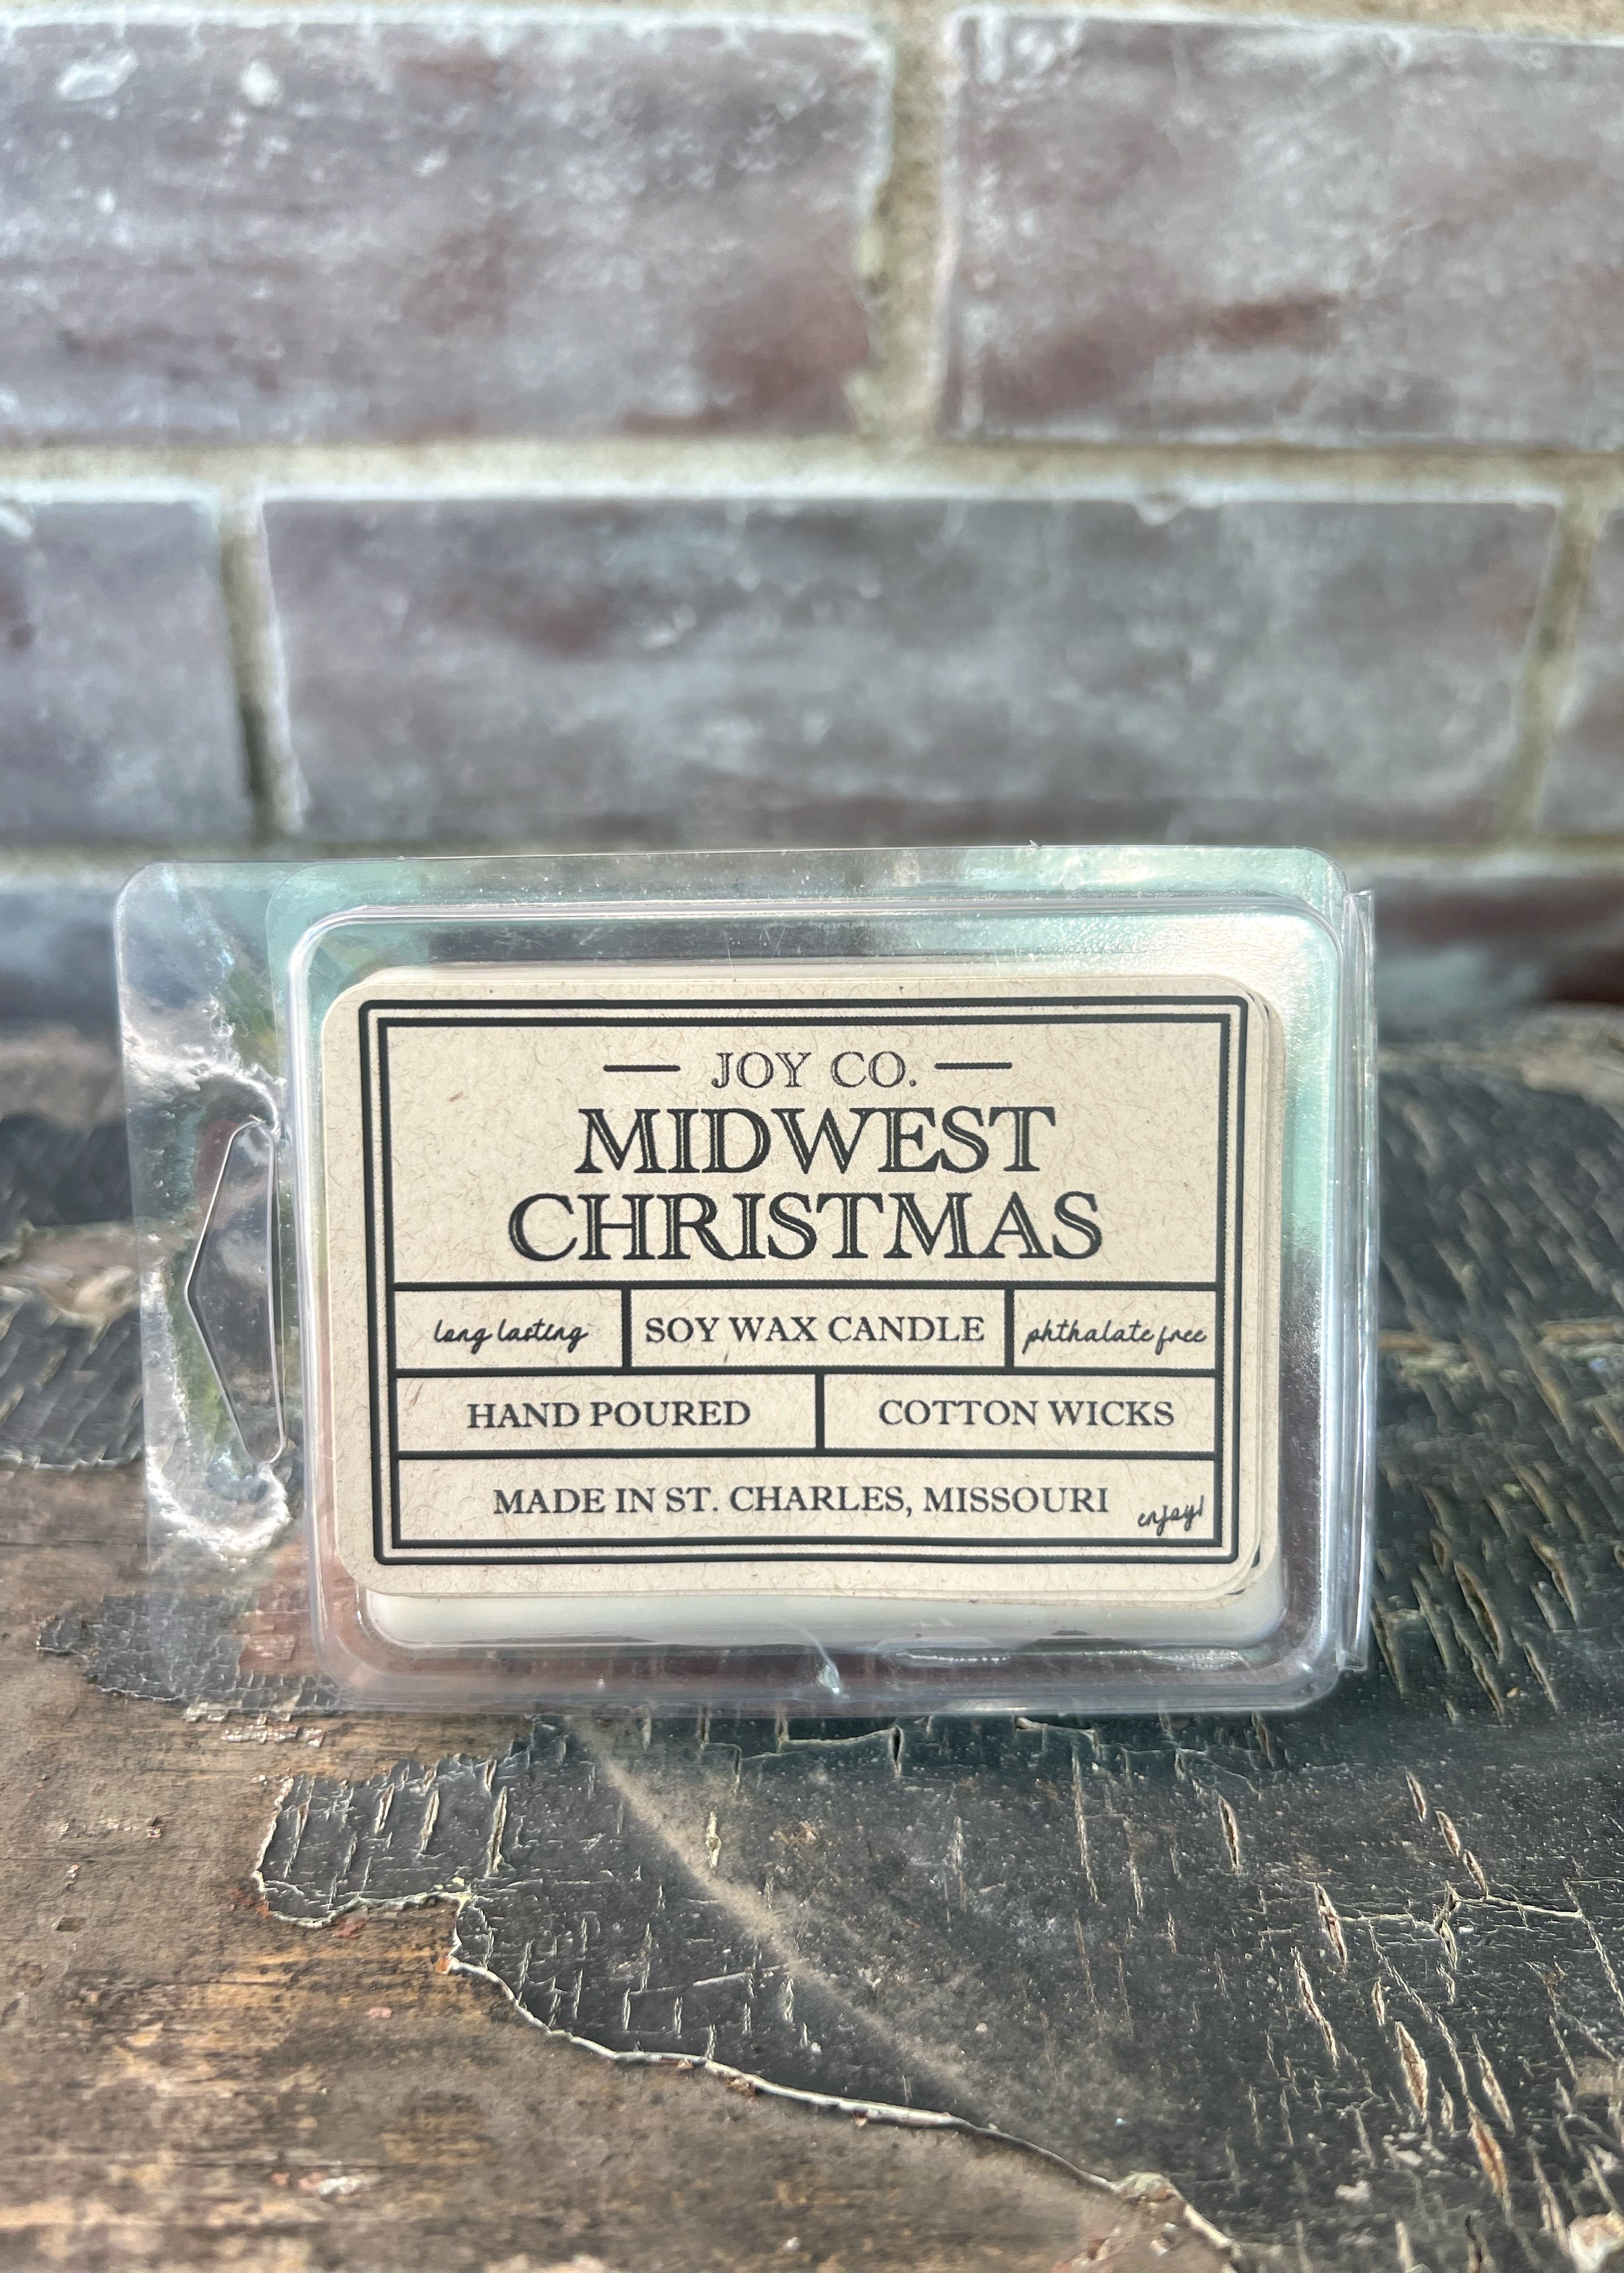 JOY CO.
MIDWEST
CHRISTMAS
long lasting SOY WAX CANDLE phthalate free
HAND POURED COTTON WICKS
MADE IN ST. CHARLES, MISSOURI enjoy!